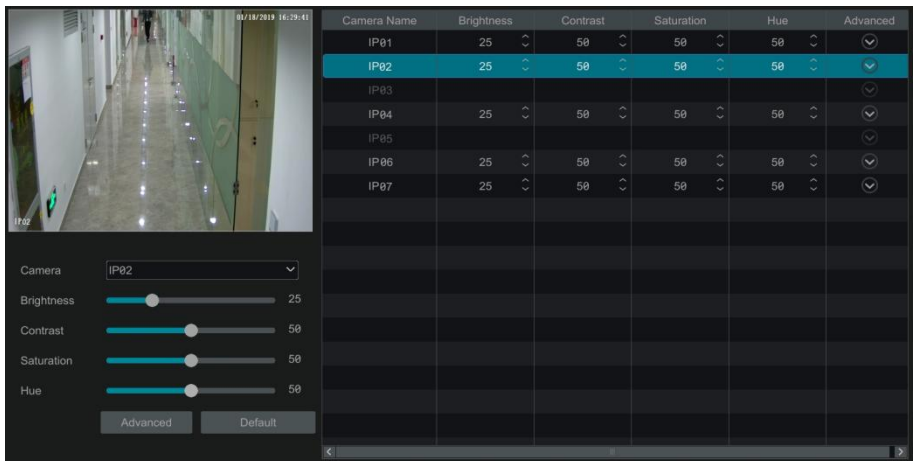 01/18/2019 16:29:41
IP02
Camera IP02
Brightness 25
Contrast 50
Saturation 50
Hue 50
Advanced Default
Camera Name Brightness Contrast Saturation Hue Advanced
IP01 25 50 50 50
IP02 25 50 50 50
IP03
IP04 25 50 50 50
IP05
IP06 25 50 50 50
IP07 25 50 50 50